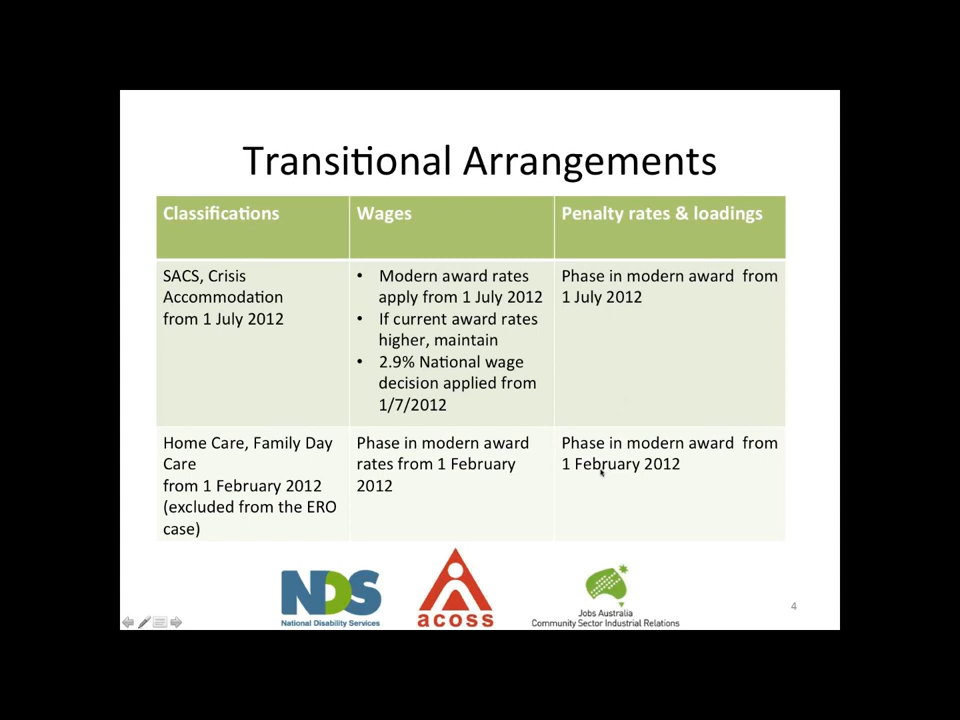 Transitional Arrangements
Classifications
Wages
Penalty rates & loadings
SACS, Crisis
Accommodation
from 1 July 2012
• Modern award rates
apply from 1 July 2012
• If current award rates
higher, maintain
• 2.9% National wage
decision applied from
1/7/2012
Phase in modern award from
1 July 2012
Home Care, Family Day
Care
from 1 February 2012
(excluded from the ERO
case)
Phase in modern award
rates from 1 February
2012
Phase in modern award from
1 February 2012
NDS
National Disability Services
acoss
Jobs Australia
Community Sector Industrial Relations
4